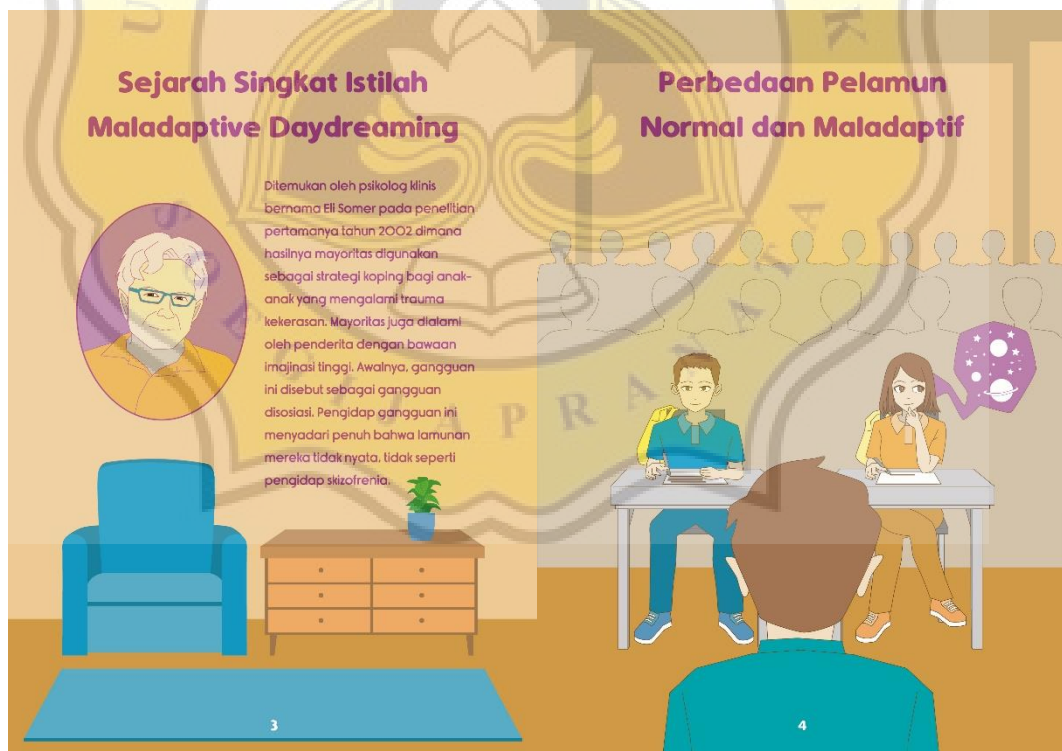 Sejarah Singkat Istilah
Maladaptive Daydreaming
Ditemukan oleh psikolog klinis
bernama Eli Somer pada penelitian
pertamanya tahun 2002 dimana
hasilnya mayoritas digunakan
sebagai strategi koping bagi anak-
anak yang mengalami trauma
kekerasan. Mayoritas juga dialami
oleh penderita dengan bawaan
imajinasi tinggi. Awalnya, gangguan
ini disebut sebagai gangguan
disosiasi. Pengidap gangguan ini
menyadari penuh bahwa lamunan
mereka tidak nyata, tidak seperti
pengidap skizofrenia.
3
Perbedaan Pelamun
Normal dan Maladaptif
4